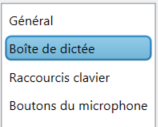 Général
Boîte de dictée
Raccourcis clavier
Boutons du microphone